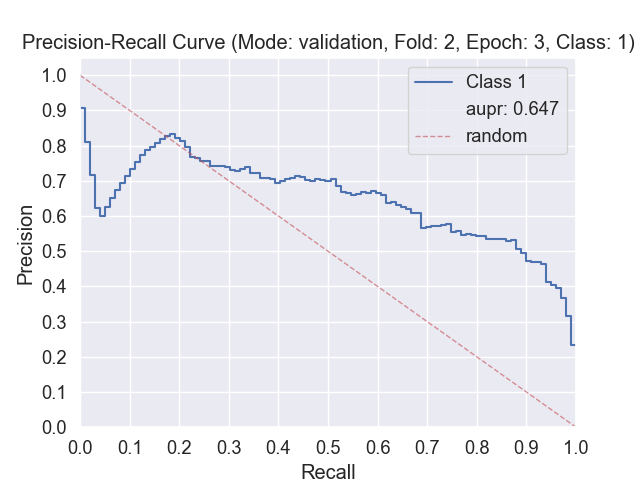 Precision-Recall Curve (Mode: validation, Fold: 2, Epoch: 3, Class: 1)
1.0
0.9
0.8
0.7
0.6
0.5
0.4
0.3
0.2
0.1
0.0
Precision
Class 1
aupr: 0.647
random
0.0 0.1 0.2 0.3 0.4 0.5 0.6 0.7 0.8 0.9 1.0
Recall